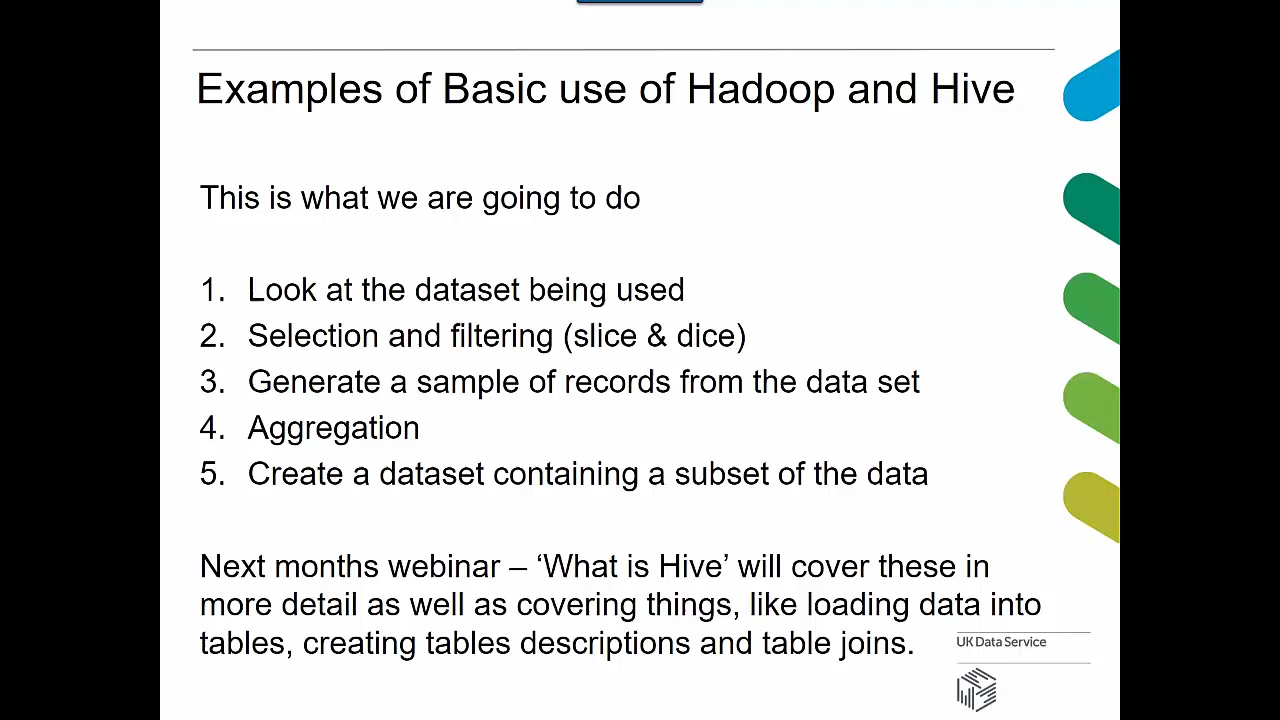 Examples of Basic use of Hadoop and Hive
This is what we are going to do
1. Look at the dataset being used
2. Selection and filtering (slice & dice)
3. Generate a sample of records from the data set
4. Aggregation
5. Create a dataset containing a subset of the data
Next months webinar – ‘What is Hive’ will cover these in
more detail as well as covering things, like loading data into
tables, creating tables descriptions and table joins.
UK Data Service